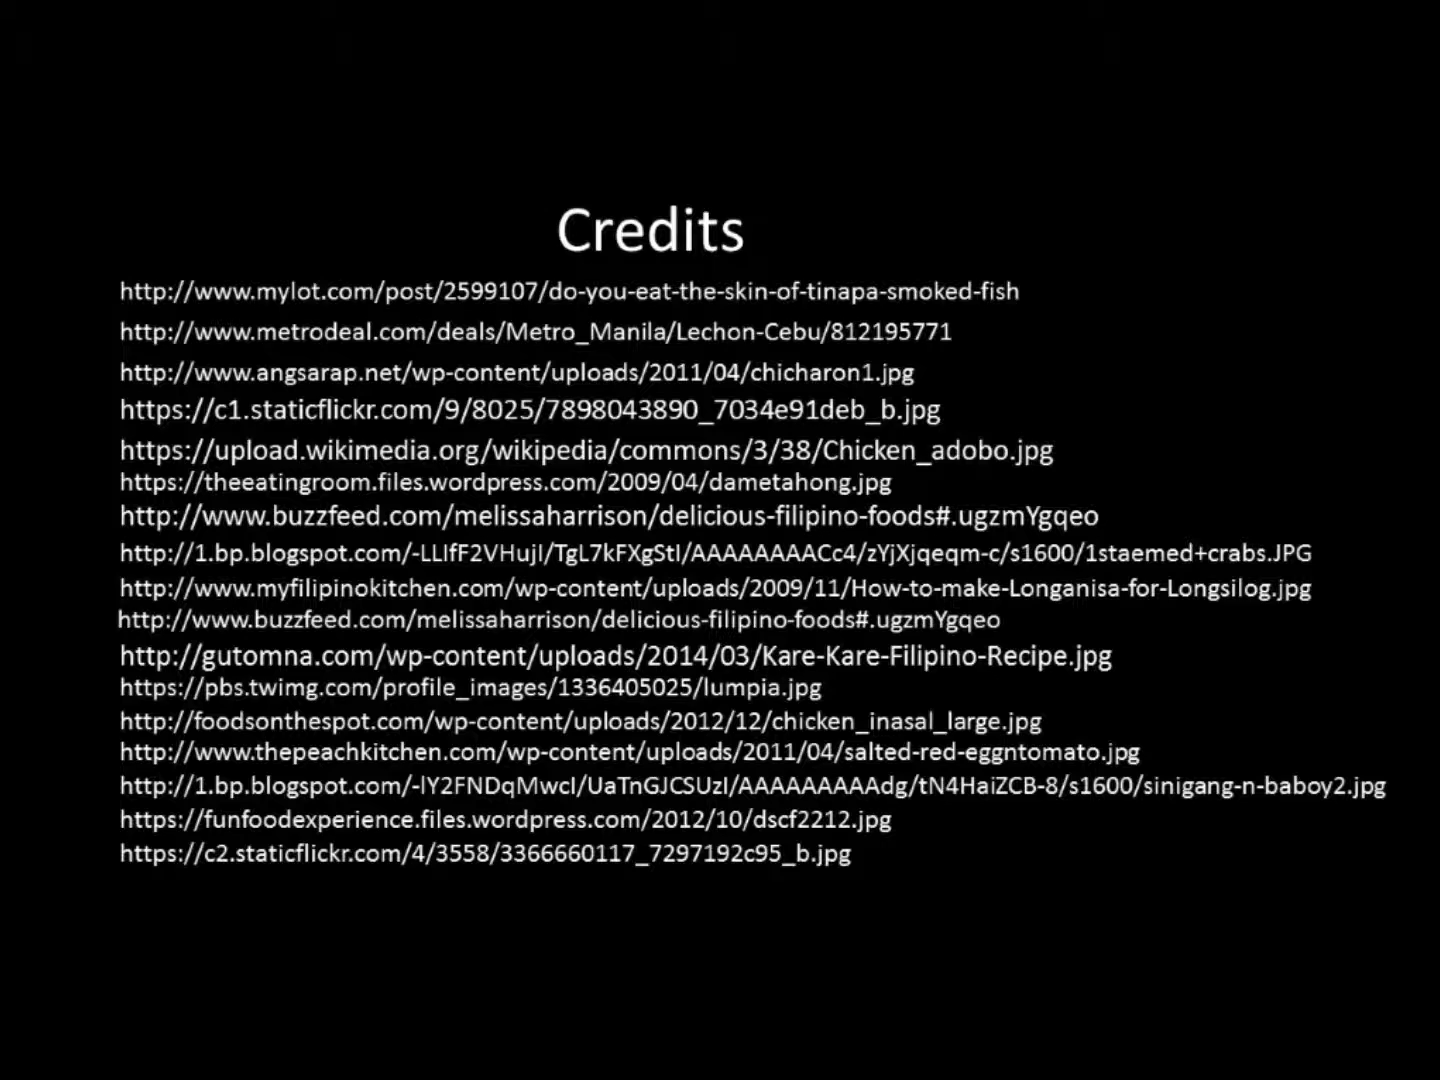 Credits
http://www.mylot.com/post/2599107/do-you-eat-the-skin-of-tinapa-smoked-fish
http://www.metrodeal.com/deals/Metro_Manila/Lechon-Cebu/812195771
http://www.angsarap.net/wp-content/uploads/2011/04/chicharon1.jpg
https://c1.staticflickr.com/9/8025/7898043890_7034e91deb_b.jpg
https://upload.wikimedia.org/wikipedia/commons/3/38/Chicken_adobo.jpg
https://theeatingroom.files.wordpress.com/2009/04/dametahong.jpg
http://www.buzzfeed.com/melissaharrison/delicious-filipino-foods#.ugzmYgqeo
http://1.bp.blogspot.com/-LLIfF2VHujI/TgL7kFXgStI/AAAAAAAACc4/zYjXjqeqm-c/s1600/1staemed+crabs.JPG
http://www.myfilipinokitchen.com/wp-content/uploads/2009/11/How-to-make-Longanisa-for-Longsilog.jpg
http://www.buzzfeed.com/melissaharrison/delicious-filipino-foods#.ugzmYgqeo
http://gutomna.com/wp-content/uploads/2014/03/Kare-Kare-Filipino-Recipe.jpg
https://pbs.twimg.com/profile_images/1336405025/lumpia.jpg
http://foodsonthespot.com/wp-content/uploads/2012/12/chicken_inasal_large.jpg
http://www.thepeachkitchen.com/wp-content/uploads/2011/04/salted-red-eggntomato.jpg
http://1.bp.blogspot.com/-lY2FNDqMwcI/UaTnGJCSUzI/AAAAAAAAAdg/tN4HaiZCB-8/s1600/sinigang-n-baboy2.jpg
https://funfoodexperience.files.wordpress.com/2012/10/dscf2212.jpg
https://c2.staticflickr.com/4/3558/3366660117_7297192c95_b.jpg